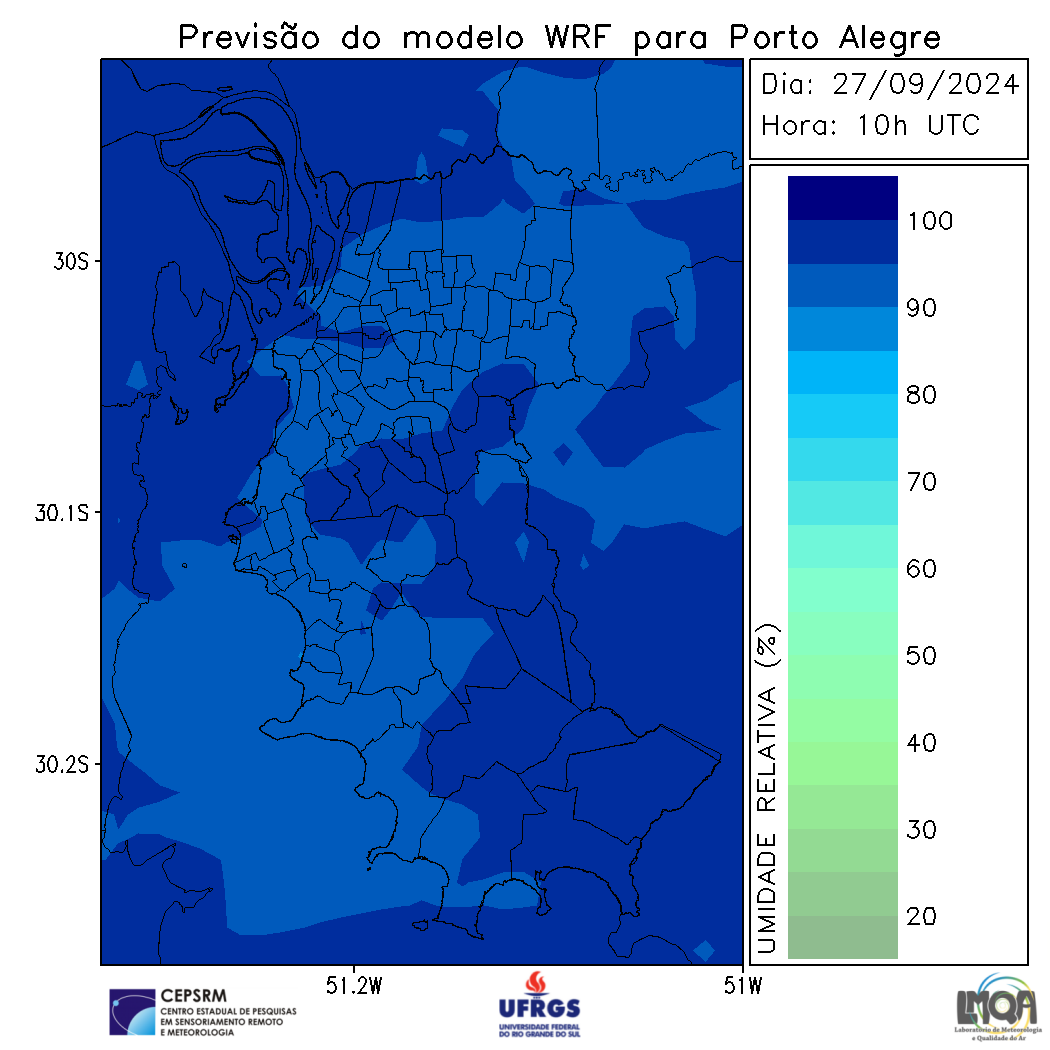 Previsão do modelo WRF para Porto Alegre
Dia: 27/09/2024
Hora: 10h UTC
100
90
80
70
60
50
40
30
20
UMIDADE RELATIVA (%)
30S
30.1S
30.2S
51.2W
51W
CEPSRM
CENTRO ESTADUAL DE PESQUISAS
EM SENSORIAMENTO REMOTO
E METEOROLOGIA
UFRGS
UNIVERSIDADE FEDERAL
DO RIO GRANDE DO SUL
LMQA
Laboratório de Meteorologia
e Qualidade do Ar